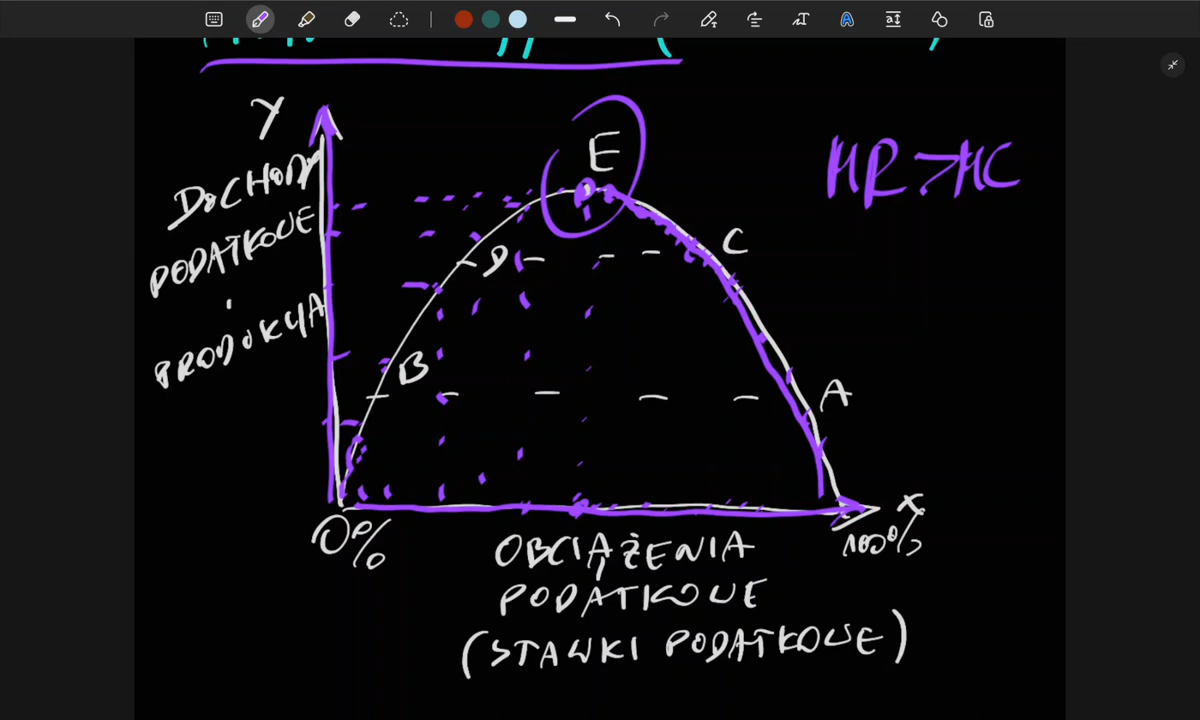 Y
DOCHODY
PODATKOWE
i
PRODUKCJA
E
MR>MC
C
D
B
A
0%
X
100%
OBCIĄŻENIA
PODATKOWE
(STAWKI PODATKOWE)